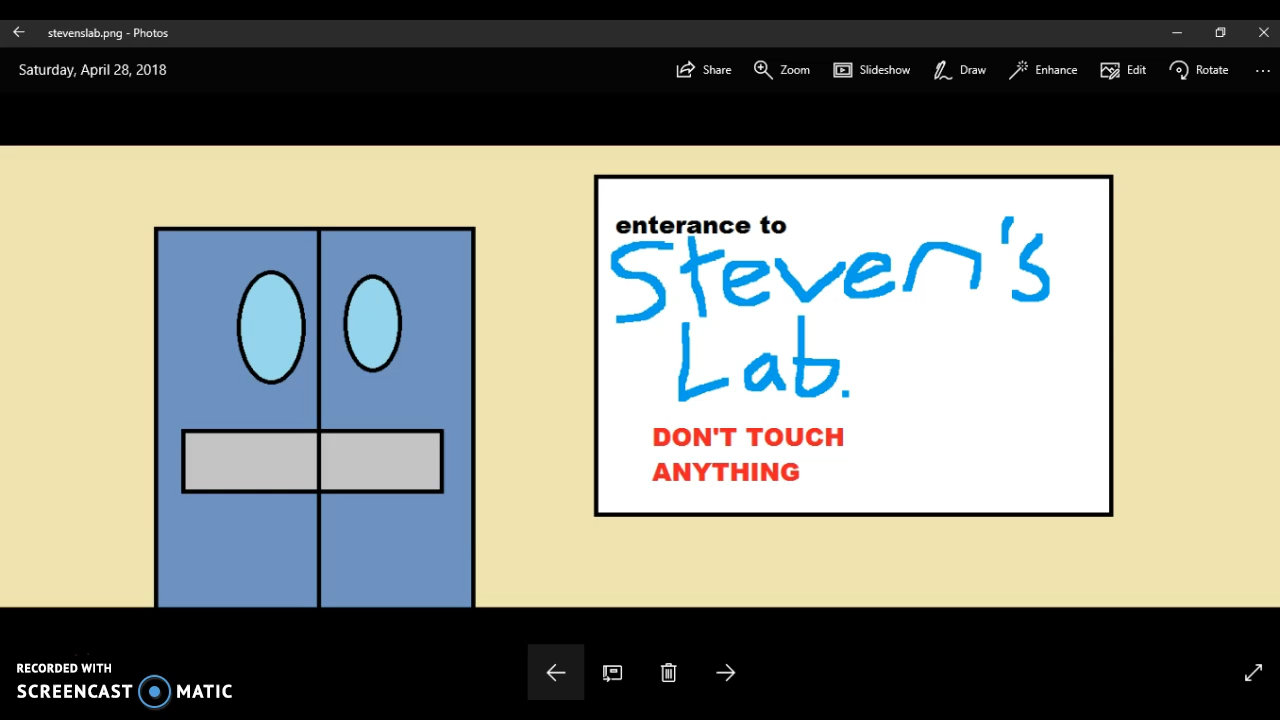 stevenslab.png - Photos
Saturday, April 28, 2018
Share Zoom Slideshow Draw Enhance Edit Rotate
enterance to
Steven's
Lab.
DON'T TOUCH
ANYTHING
RECORDED WITH
SCREENCAST MATIC